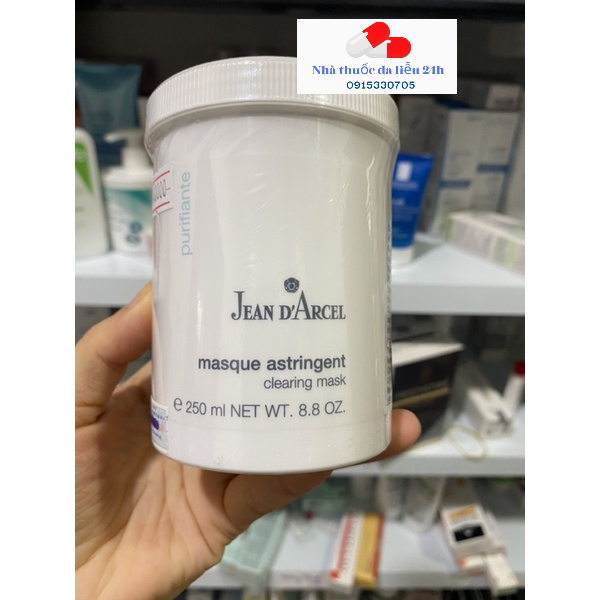 Nhà thuốc da liễu 24h
0915330705
purifiante
JEAN D'ARCEL
masque astringent
clearing mask
e 250 ml NET WT. 8.8 OZ.